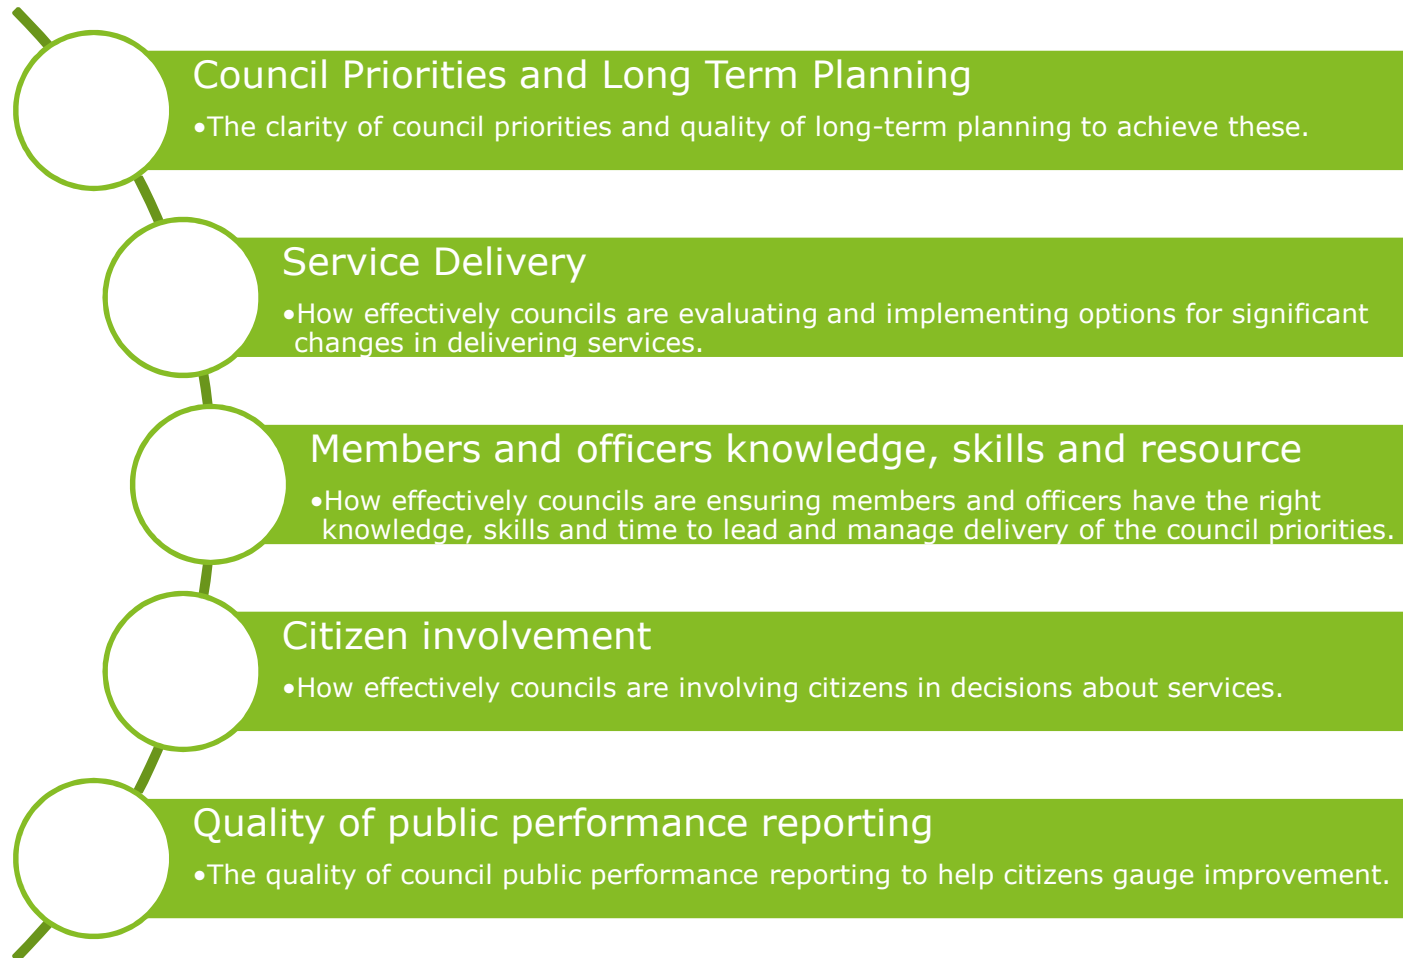 Council Priorities and Long Term Planning
•The clarity of council priorities and quality of long-term planning to achieve these.
Service Delivery
•How effectively councils are evaluating and implementing options for significant
changes in delivering services.
Members and officers knowledge, skills and resource
•How effectively councils are ensuring members and officers have the right
knowledge, skills and time to lead and manage delivery of the council priorities.
Citizen involvement
•How effectively councils are involving citizens in decisions about services.
Quality of public performance reporting
•The quality of council public performance reporting to help citizens gauge improvement.